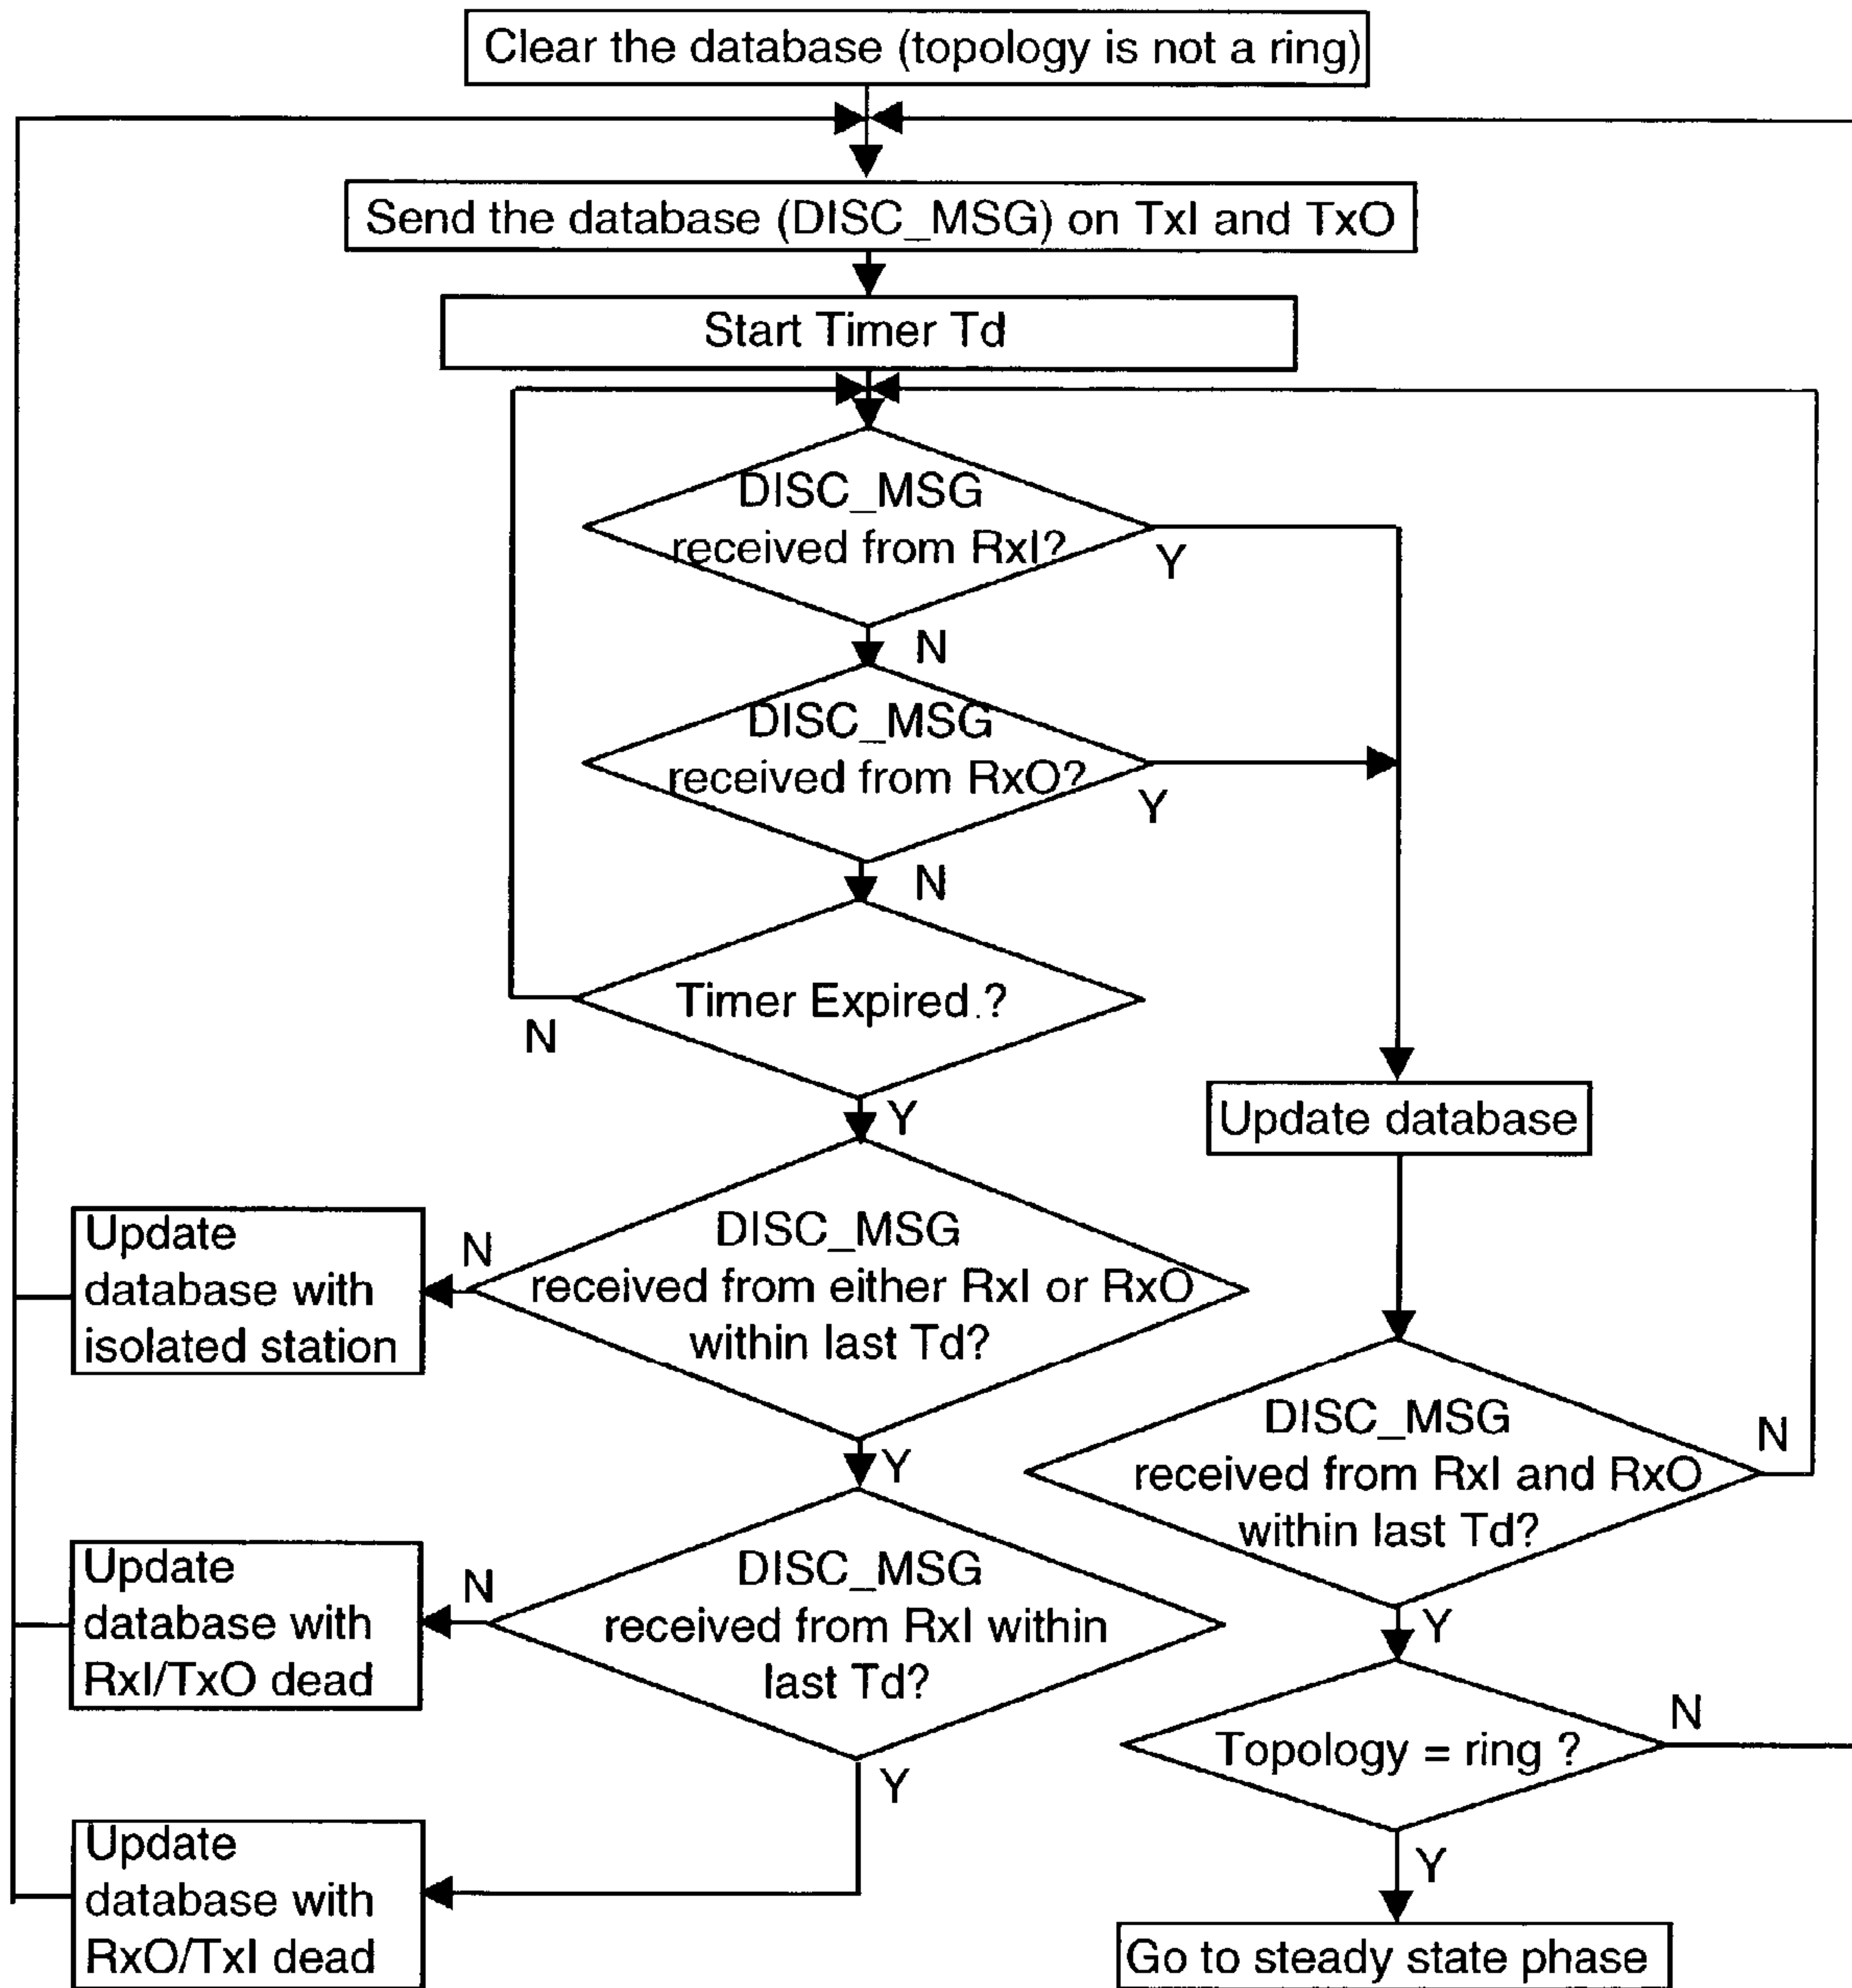 Clear the database (topology is not a ring)
Send the database (DISC_MSG) on TxI and TxO
Start Timer Td
DISC_MSG
received from RxI?
Y
N
DISC_MSG
received from RxO?
Y
N
Timer Expired.?
N
Y
Update database
DISC_MSG
received from either RxI or RxO
within last Td?
N
Y
Update
database with
isolated station
DISC_MSG
received from RxI and RxO
within last Td?
N
Y
DISC_MSG
received from RxI within
last Td?
N
Y
Update
database with
RxI/TxO dead
Topology = ring ?
N
Y
Update
database with
RxO/TxI dead
Go to steady state phase